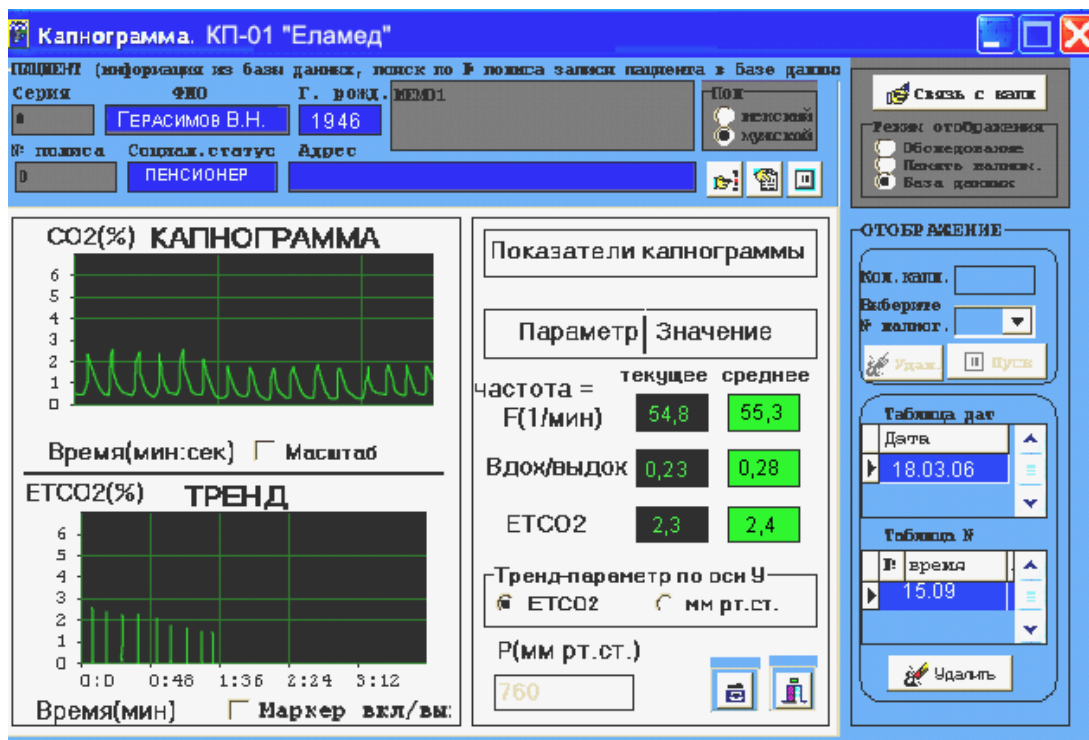 Капнограмма. КП-01 "Еламед"
ПАЦИЕНТ (информация из базы данных, поиск по № полиса записи пациента в Базе данно
Серия ФИО Г. рожд. MEMO1 Пол
ГЕРАСИМОВ В.Н. 1946
женский
мужской
№ полиса Социал.статус Адрес
0 ПЕНСИОНЕР
Связь с капн
Режим отображения
Обследование
Память капног.
База данных
CO2(%) КАПНОГРАММА
6
5
4
3
2
1
0
Время(мин:сек) Масштаб
ETCO2(%) ТРЕНД
6
5
4
3
2
1
0
0:0 0:48 1:36 2:24 3:12
Время(мин) Маркер вкл/вы
Показатели капнограммы
Параметр Значение
текущее среднее
частота =
F(1/мин) 54,8 55,3
Вдох/выдох 0,23 0,28
ETCO2 2,3 2,4
Тренд-параметр по оси У
ETCO2 мм рт.ст.
P(мм рт.ст.)
760
ОТОБРАЖЕНИЕ
Кол.капн.
Выберите
№ капног.
Удал. Пуск
Таблица дат
Дата
18.03.06
Таблица N
№ время
15.09
Удалить